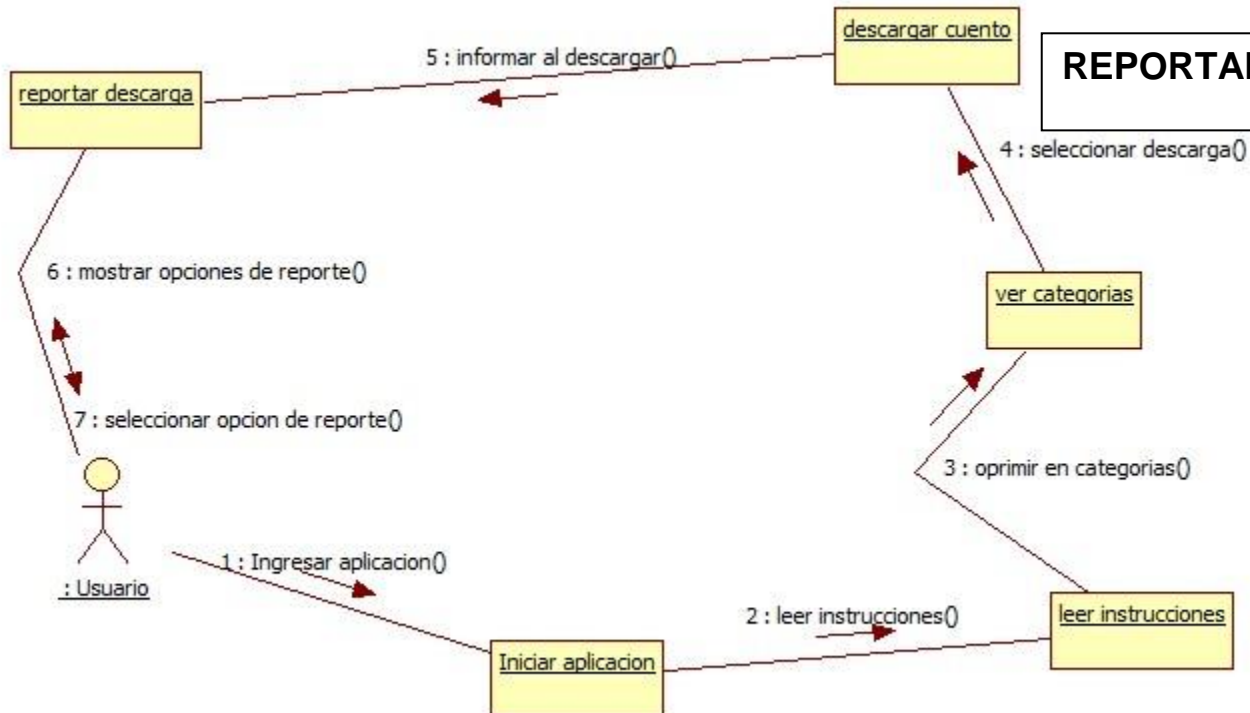 descargar cuento
5 : informar al descargar()
reportar descarga
4 : seleccionar descarga()
6 : mostrar opciones de reporte()
ver categorias
7 : seleccionar opcion de reporte()
3 : oprimir en categorias()
1 : Ingresar aplicacion()
: Usuario
2 : leer instrucciones()
leer instrucciones
Iniciar aplicacion